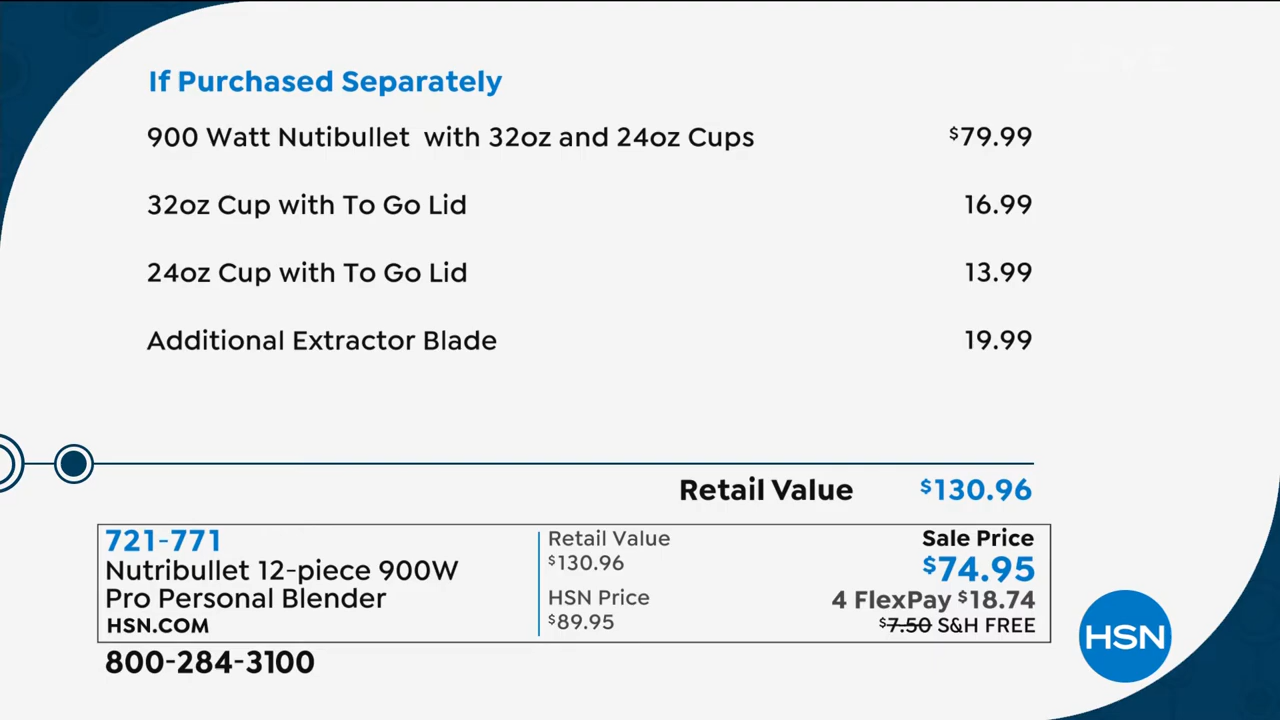 If Purchased Separately
900 Watt Nutibullet with 32oz and 24oz Cups $79.99
32oz Cup with To Go Lid 16.99
24oz Cup with To Go Lid 13.99
Additional Extractor Blade 19.99
Retail Value $130.96
721-771
Nutribullet 12-piece 900W
Pro Personal Blender
HSN.COM
Retail Value
$130.96
HSN Price
$89.95
Sale Price
$74.95
4 FlexPay $18.74
$7.50 S&H FREE
800-284-3100
HSN